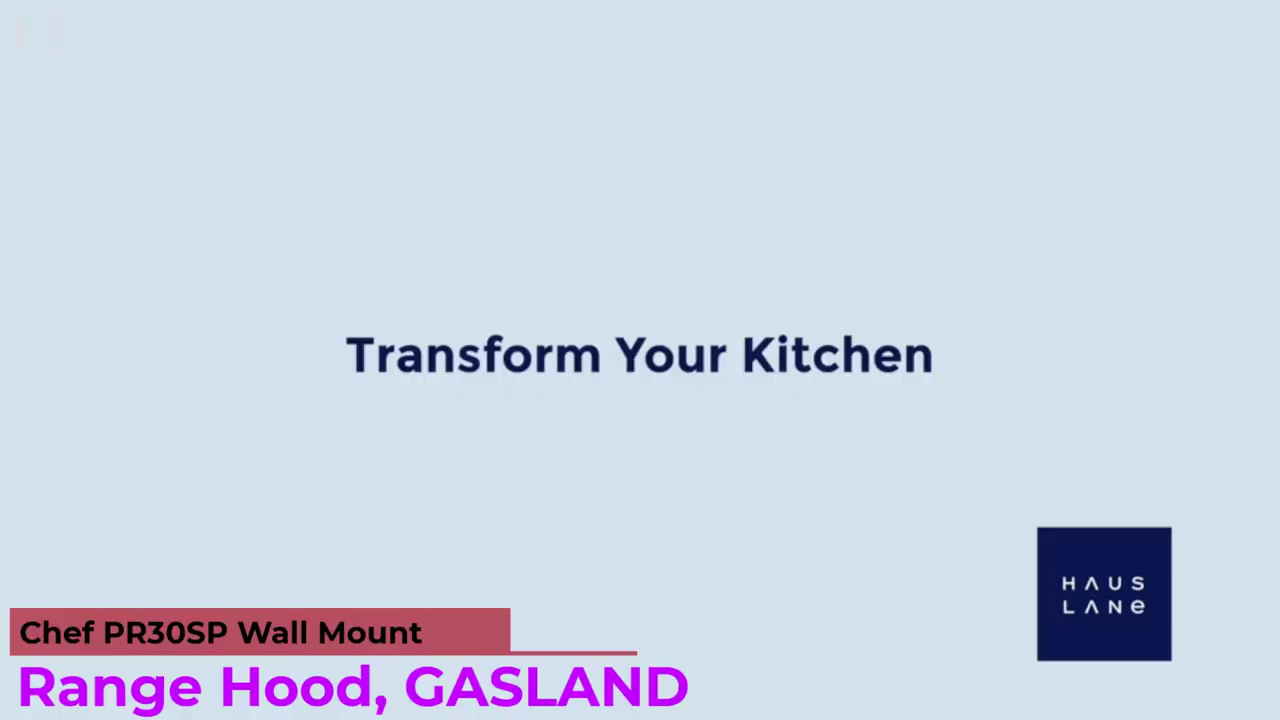 Transform Your Kitchen
HAUS
LANe
Chef PR30SP Wall Mount
Range Hood, GASLAND